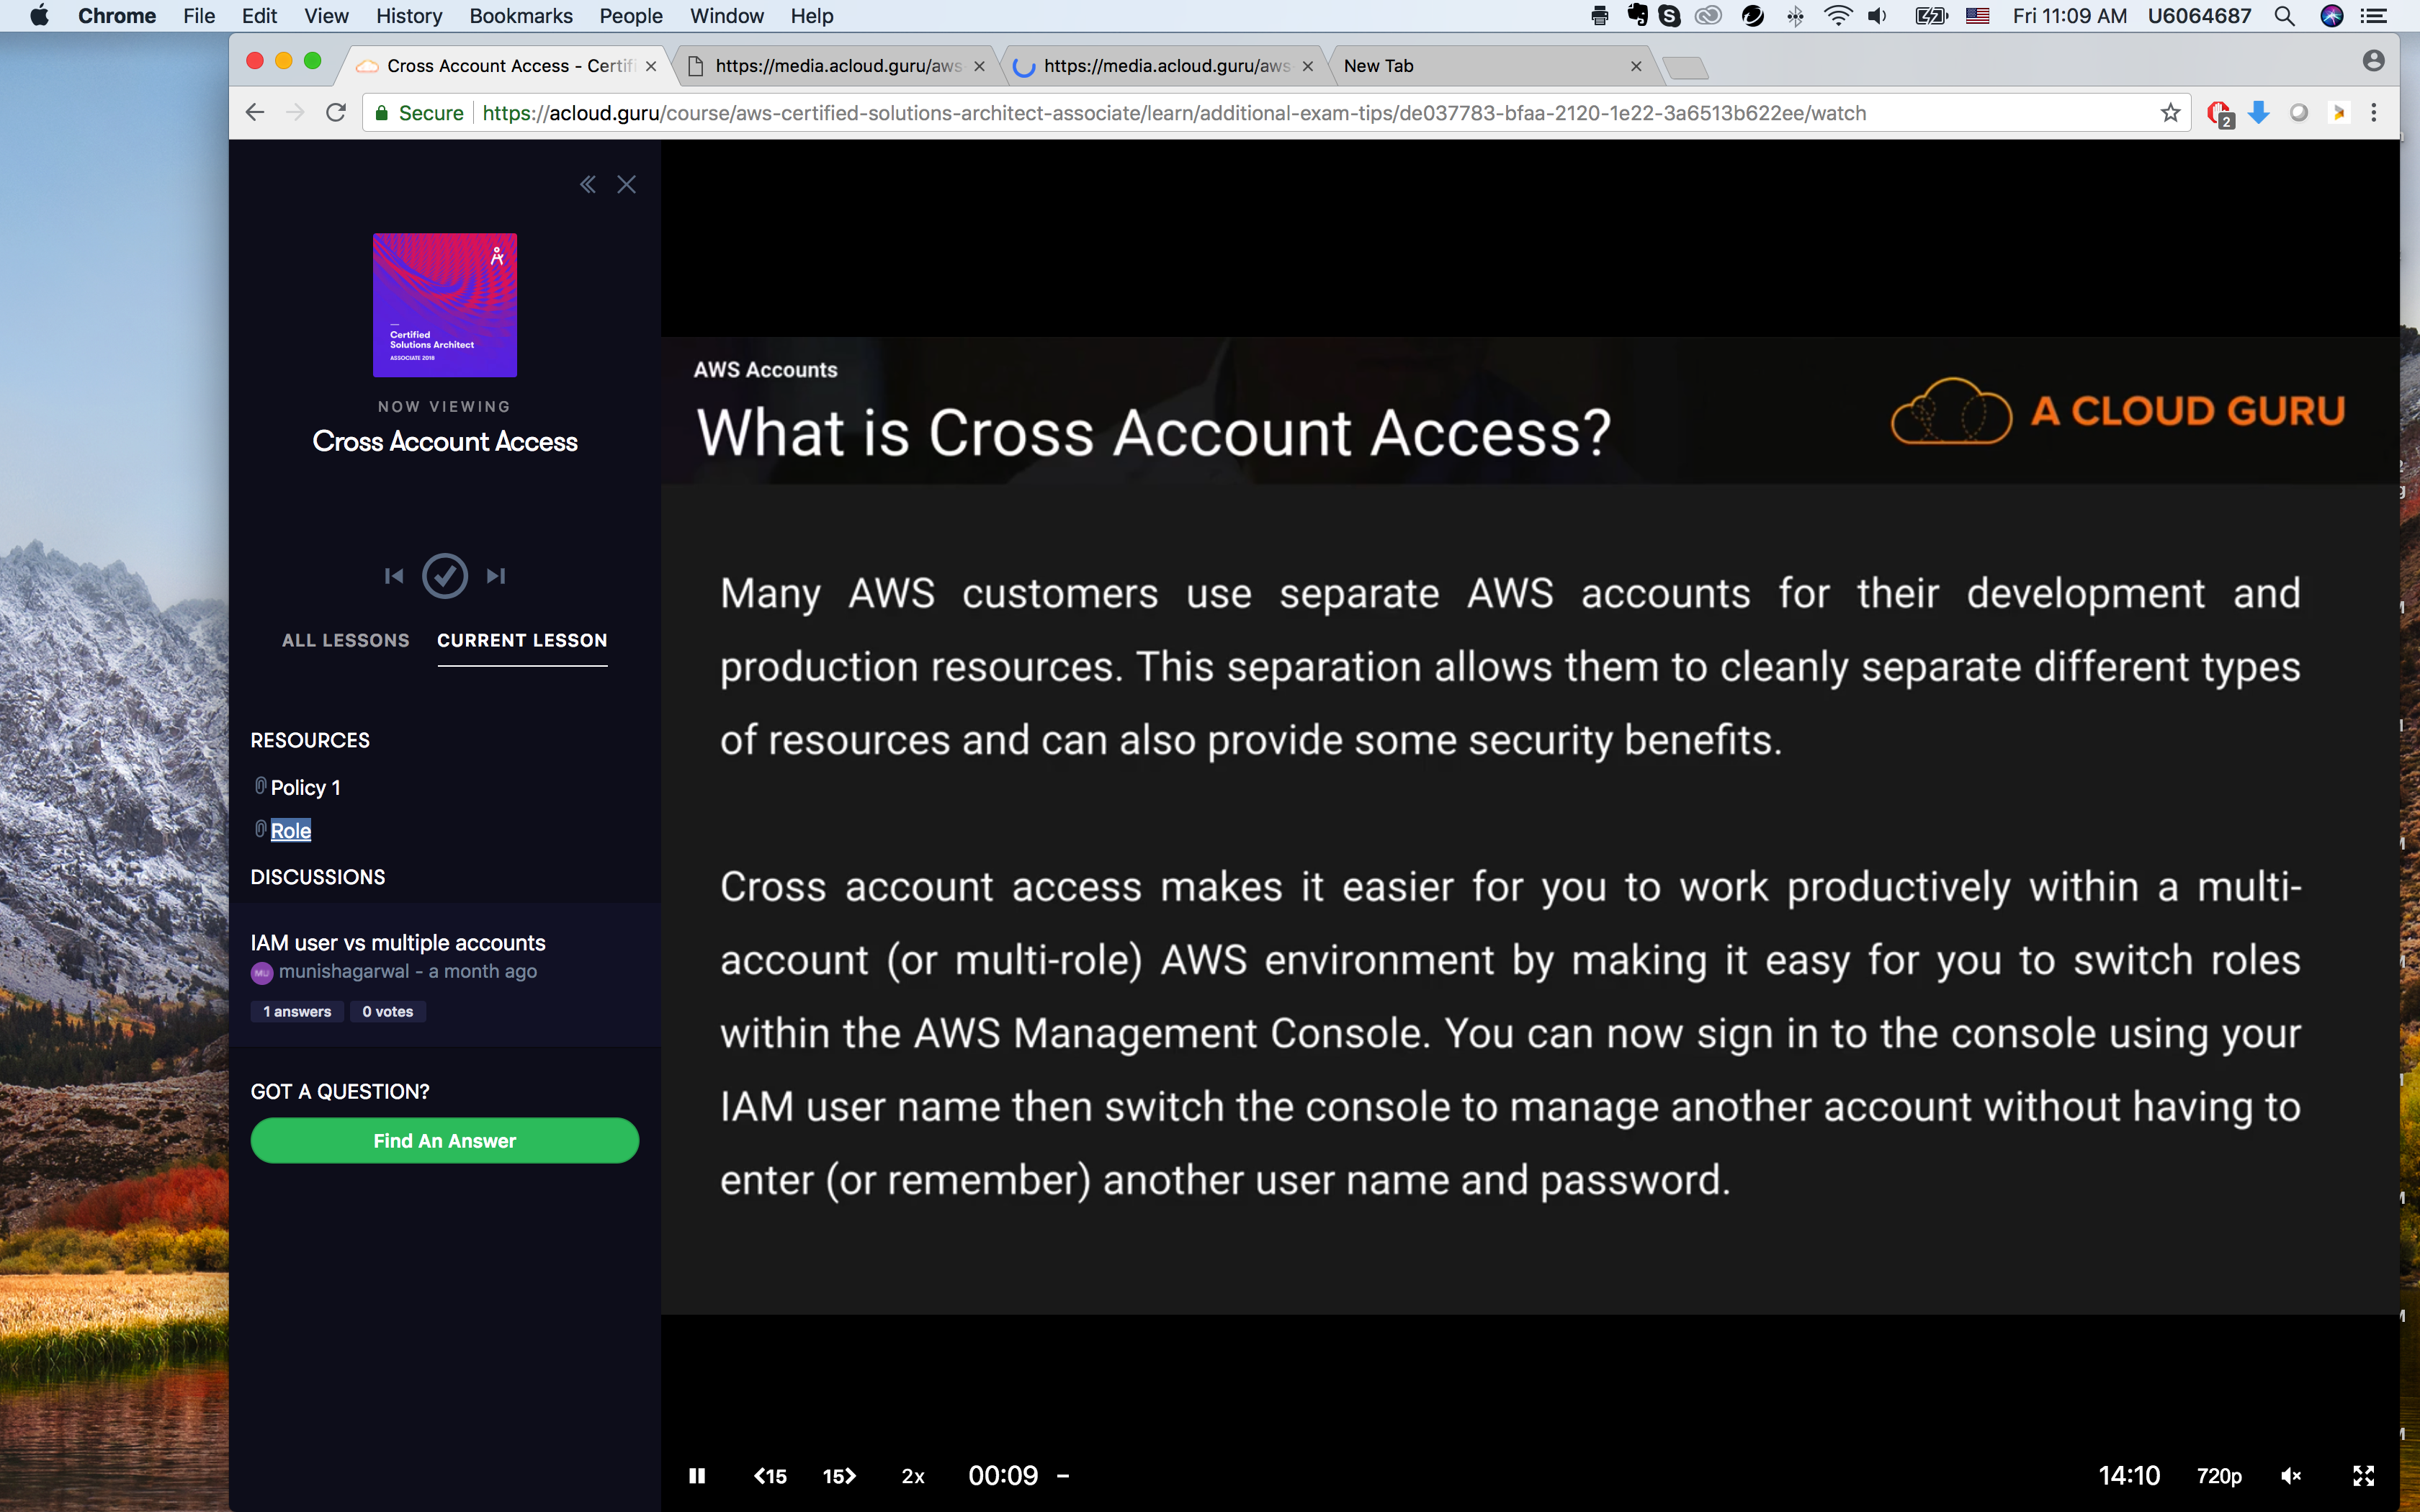 Chrome File Edit View History Bookmarks People Window Help
Fri 11:09 AM U6064687
Cross Account Access - Certif
https://media.acloud.guru/aws
https://media.acloud.guru/aws
New Tab
Secure https://acloud.guru/course/aws-certified-solutions-architect-associate/learn/additional-exam-tips/de037783-bfaa-2120-1e22-3a6513b622ee/watch
2
Certified
Solutions Architect
ASSOCIATE 2018
NOW VIEWING
Cross Account Access
ALL LESSONS CURRENT LESSON
RESOURCES
Policy 1
Role
DISCUSSIONS
IAM user vs multiple accounts
MU munishagarwal - a month ago
1 answers 0 votes
GOT A QUESTION?
Find An Answer
AWS Accounts
What is Cross Account Access?
A CLOUD GURU
Many AWS customers use separate AWS accounts for their development and
production resources. This separation allows them to cleanly separate different types
of resources and can also provide some security benefits.
Cross account access makes it easier for you to work productively within a multi-
account (or multi-role) AWS environment by making it easy for you to switch roles
within the AWS Management Console. You can now sign in to the console using your
IAM user name then switch the console to manage another account without having to
enter (or remember) another user name and password.
<15 15> 2x 00:09 – 14:10 720p